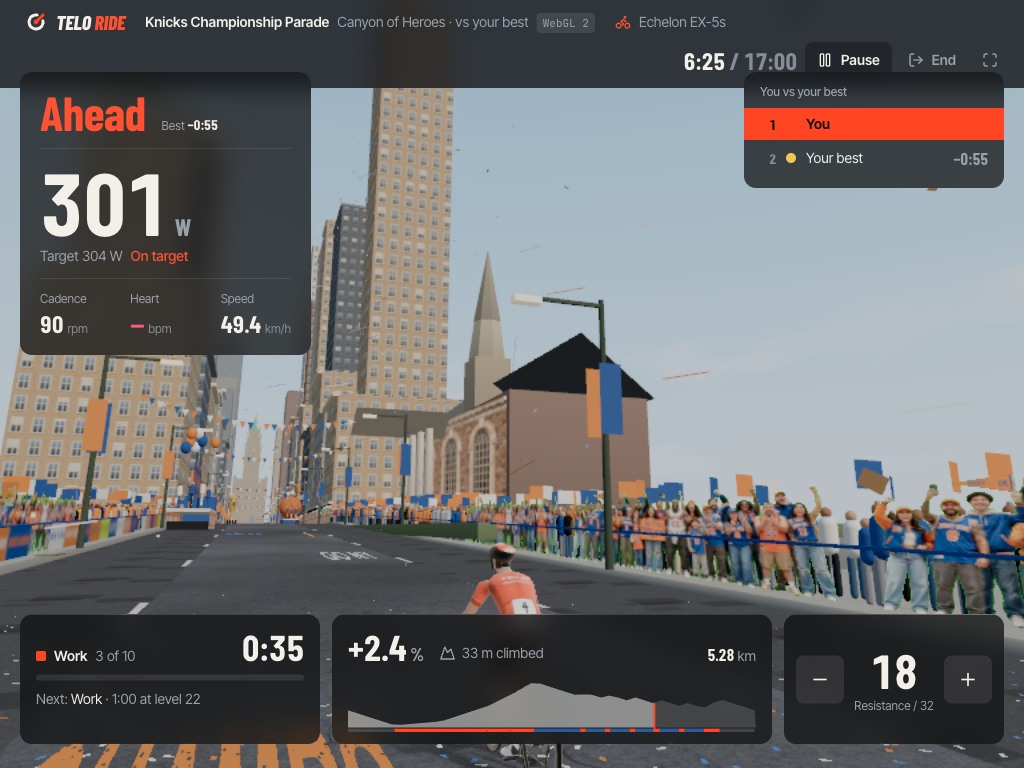 TELO RIDE Knicks Championship Parade Canyon of Heroes · vs your best WebGL 2 Echelon EX-5s
6:25 / 17:00 Pause End
Ahead Best −0:55
301 W
Target 304 W On target
Cadence Heart Speed
90 rpm — bpm 49.4 km/h
You vs your best
1 You
2 Your best −0:55
GO NY!
4
Work 3 of 10 0:35
Next: Work · 1:00 at level 22
+2.4 % 33 m climbed 5.28 km
− 18 +
Resistance / 32